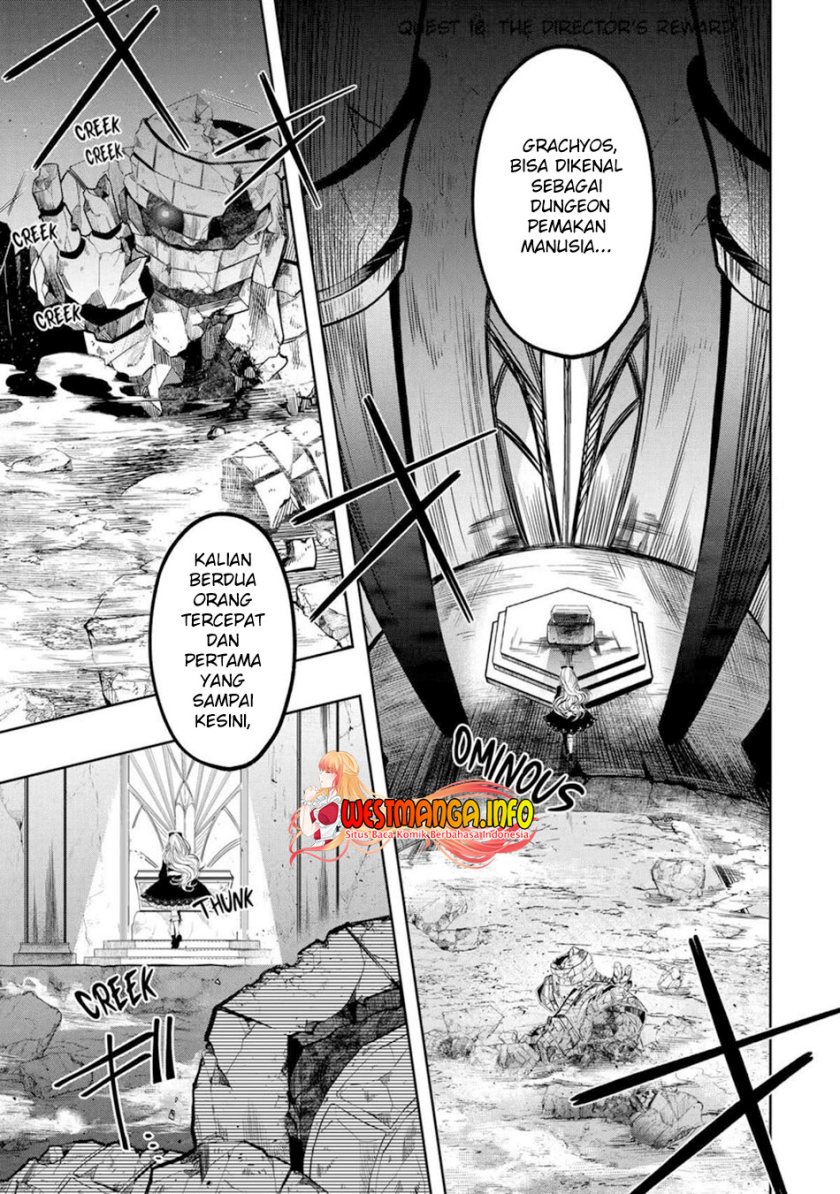 QUEST 18: THE DIRECTOR'S REWARD
GRACHYOS,
BISA DIKENAL
SEBAGAI
DUNGEON
PEMAKAN
MANUSIA...
OMINOUS
CREEK
CREEK
CREEK
CREEK
KALIAN
BERDUA
ORANG
TERCEPAT
DAN
PERTAMA
YANG
SAMPAI
KESINI,
WESTMANGA.INFO
Situs Baca Komik Berbahasa Indonesia
THUNK
CREEK